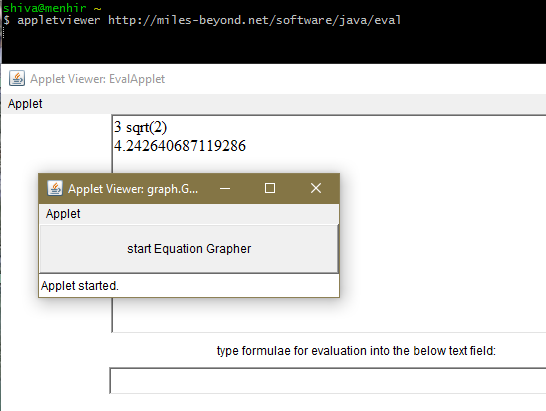 shiva@menhir ~
$ appletviewer http://miles-beyond.net/software/java/eval
Applet Viewer: EvalApplet
Applet
3 sqrt(2)
4.242640687119286
Applet Viewer: graph.G...
Applet
start Equation Grapher
Applet started.
type formulae for evaluation into the below text field: